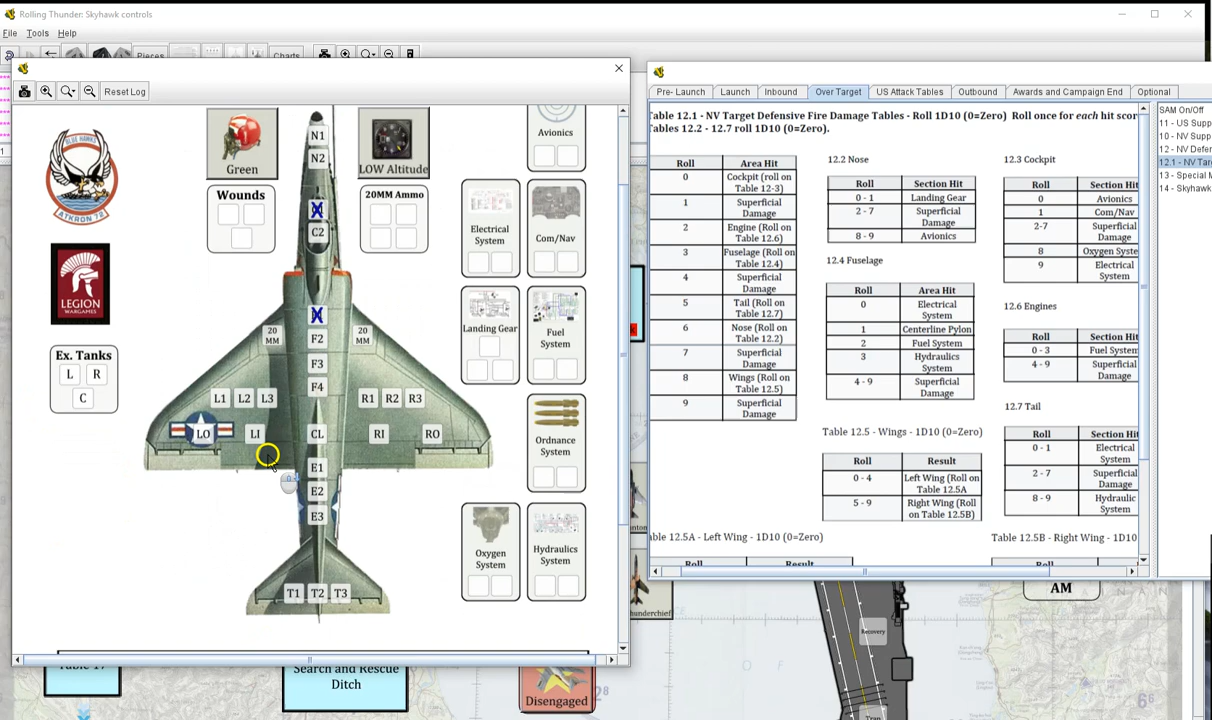 Rolling Thunder: Skyhawk controls
File Tools Help
Pieces Charts
Reset Log
BLUE HAWKS
ATKRON 72
LEGION
WARGAMES
Ex. Tanks
L R
C
Green
Wounds
LOW Altitude
20MM Ammo
N1
N2
X
C2
X
20 MM
20 MM
F2
F3
F4
L1 L2 L3
R1 R2 R3
LO LI CL RI RO
E1
E2
E3
T1 T2 T3
Avionics
Electrical System
Com/Nav
Landing Gear
Fuel System
Ordnance System
Oxygen System
Hydraulics System
Table 17
Search and Rescue
Ditch
Disengaged
28
Pre-Launch Launch Inbound Over Target US Attack Tables Outbound Awards and Campaign End Optional
Table 12.1 - NV Target Defensive Fire Damage Tables - Roll 1D10 (0=Zero) Roll once for each hit scor
Tables 12.2 - 12.7 roll 1D10 (0=Zero).
Roll Area Hit
0 Cockpit (roll on Table 12-3)
1 Superficial Damage
2 Engine (Roll on Table 12.6)
3 Fuselage (Roll on Table 12.4)
4 Superficial Damage
5 Tail (Roll on Table 12.7)
6 Nose (Roll on Table 12.2)
7 Superficial Damage
8 Wings (Roll on Table 12.5)
9 Superficial Damage
12.2 Nose
Roll Section Hit
0 - 1 Landing Gear
2 - 7 Superficial Damage
8 - 9 Avionics
12.4 Fuselage
Roll Area Hit
0 Electrical System
1 Centerline Pylon
2 Fuel System
3 Hydraulics System
4 - 9 Superficial Damage
Table 12.5 - Wings - 1D10 (0=Zero)
Roll Result
0 - 4 Left Wing (Roll on Table 12.5A
5 - 9 Right Wing (Roll on Table 12.5B)
12.3 Cockpit
Roll Section Hit
0 Avionics
1 Com/Nav
2-7 Superficial Damage
8 Oxygen Syste
9 Electrical System
12.6 Engines
Roll Section Hit
0 - 3 Fuel System
4 - 9 Superficial Damage
12.7 Tail
Roll Section Hit
0 - 1 Electrical System
2 - 7 Superficial Damage
8 - 9 Hydraulic System
able 12.5A - Left Wing - 1D10 (0=Zero)
Roll Result
Table 12.5B - Right Wing - 1D10
Roll
SAM On/Off
11 - US Supp
10 - NV Supp
12 - NV Defer
12.1 - NV Tar
13 - Special M
14 - Skyhawk
hunderchief
Recovery
Trap
AM
66